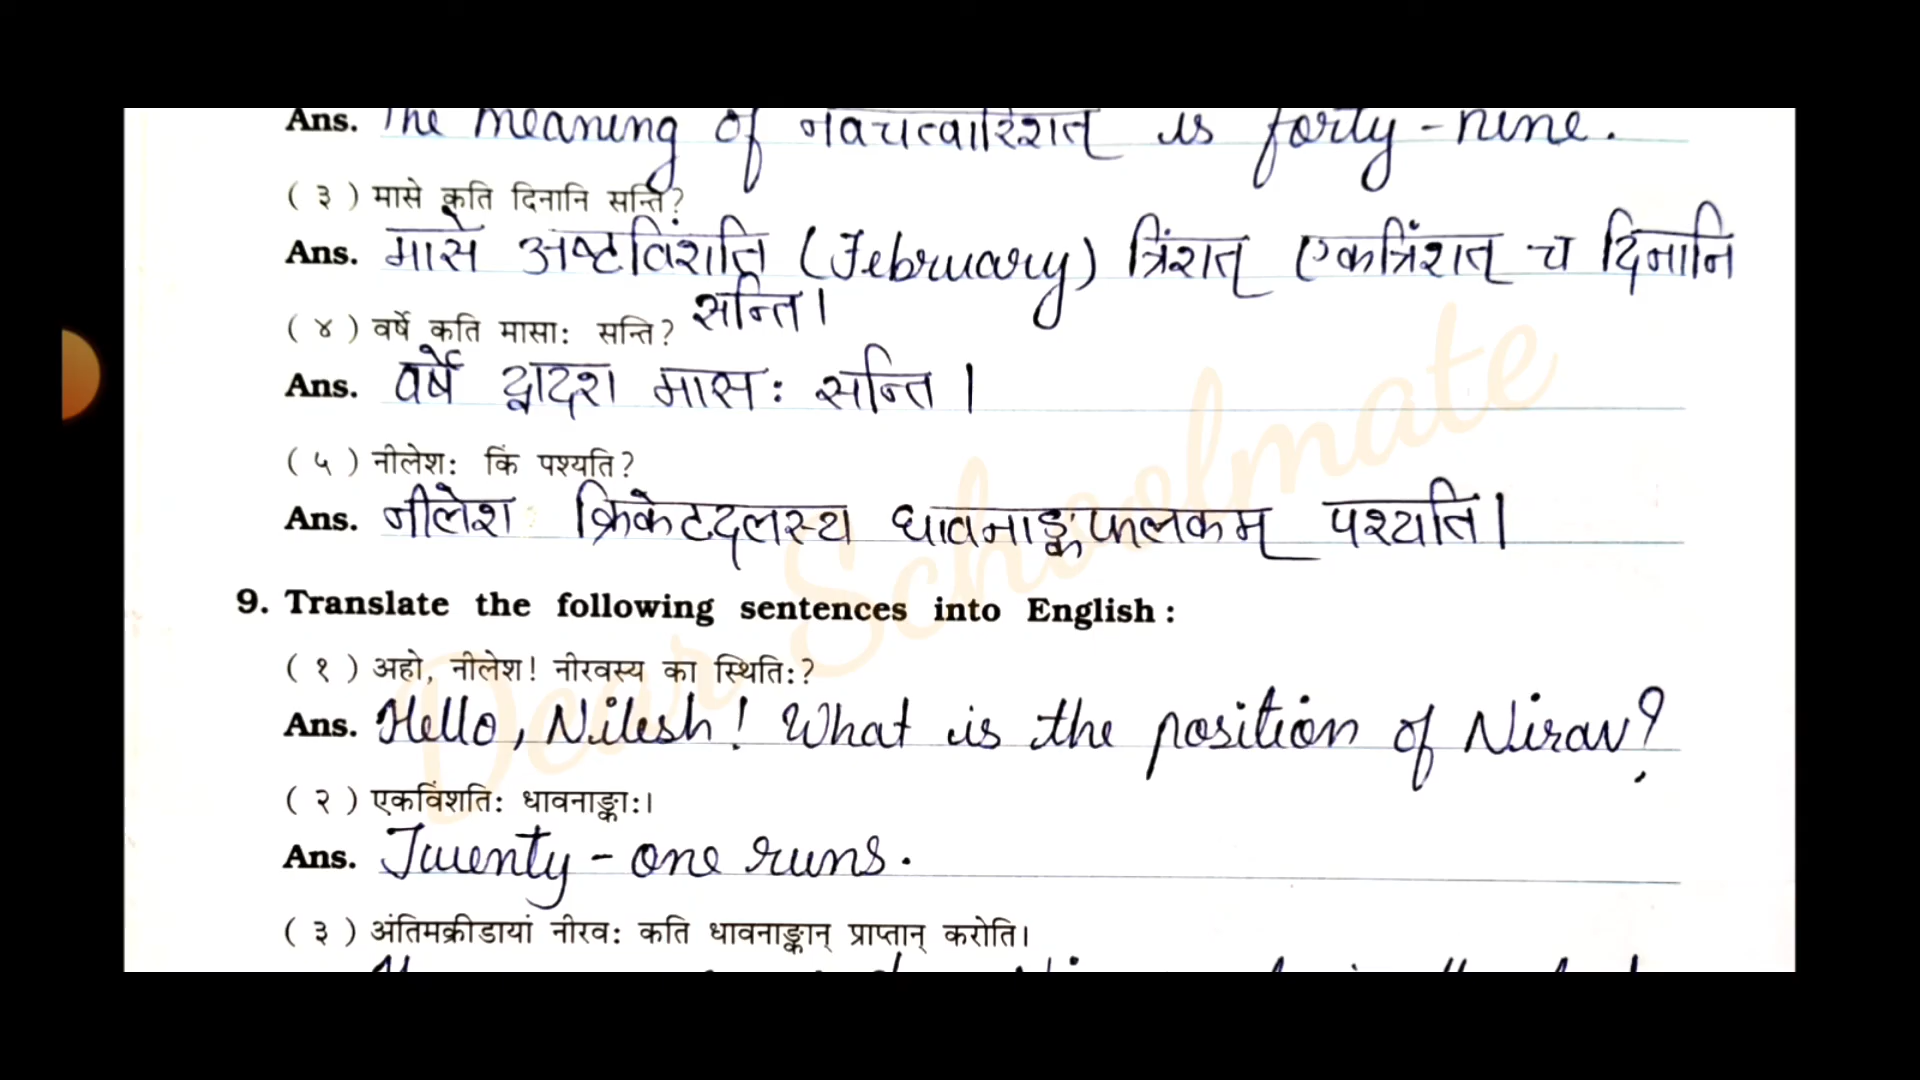 Ans. The meaning of नवचत्वारिंशत् is forty-nine.
( ३ ) मासे कति दिनानि सन्ति?
Ans. मासे अष्टविंशति (February) त्रिंशत् एकत्रिंशत् च दिनानि
सन्ति।
( ४ ) वर्षे कति मासाः सन्ति?
Ans. वर्षे द्वादश मासः सन्ति।
( ५ ) नीलेशः किं पश्यति?
Ans. नीलेश क्रिकेटदलस्य धावनाङ्कफलकम् पश्यति।
9. Translate the following sentences into English :
( १ ) अहो, नीलेश! नीरवस्य का स्थितिः?
Ans. Hello, Nilesh! What is the position of Nirav?
( २ ) एकविंशतिः धावनाङ्काः।
Ans. Twenty-one runs.
( ३ ) अंतिमक्रीडायां नीरवः कति धावनाङ्कान् प्राप्तान् करोति।
Dear Schoolmate